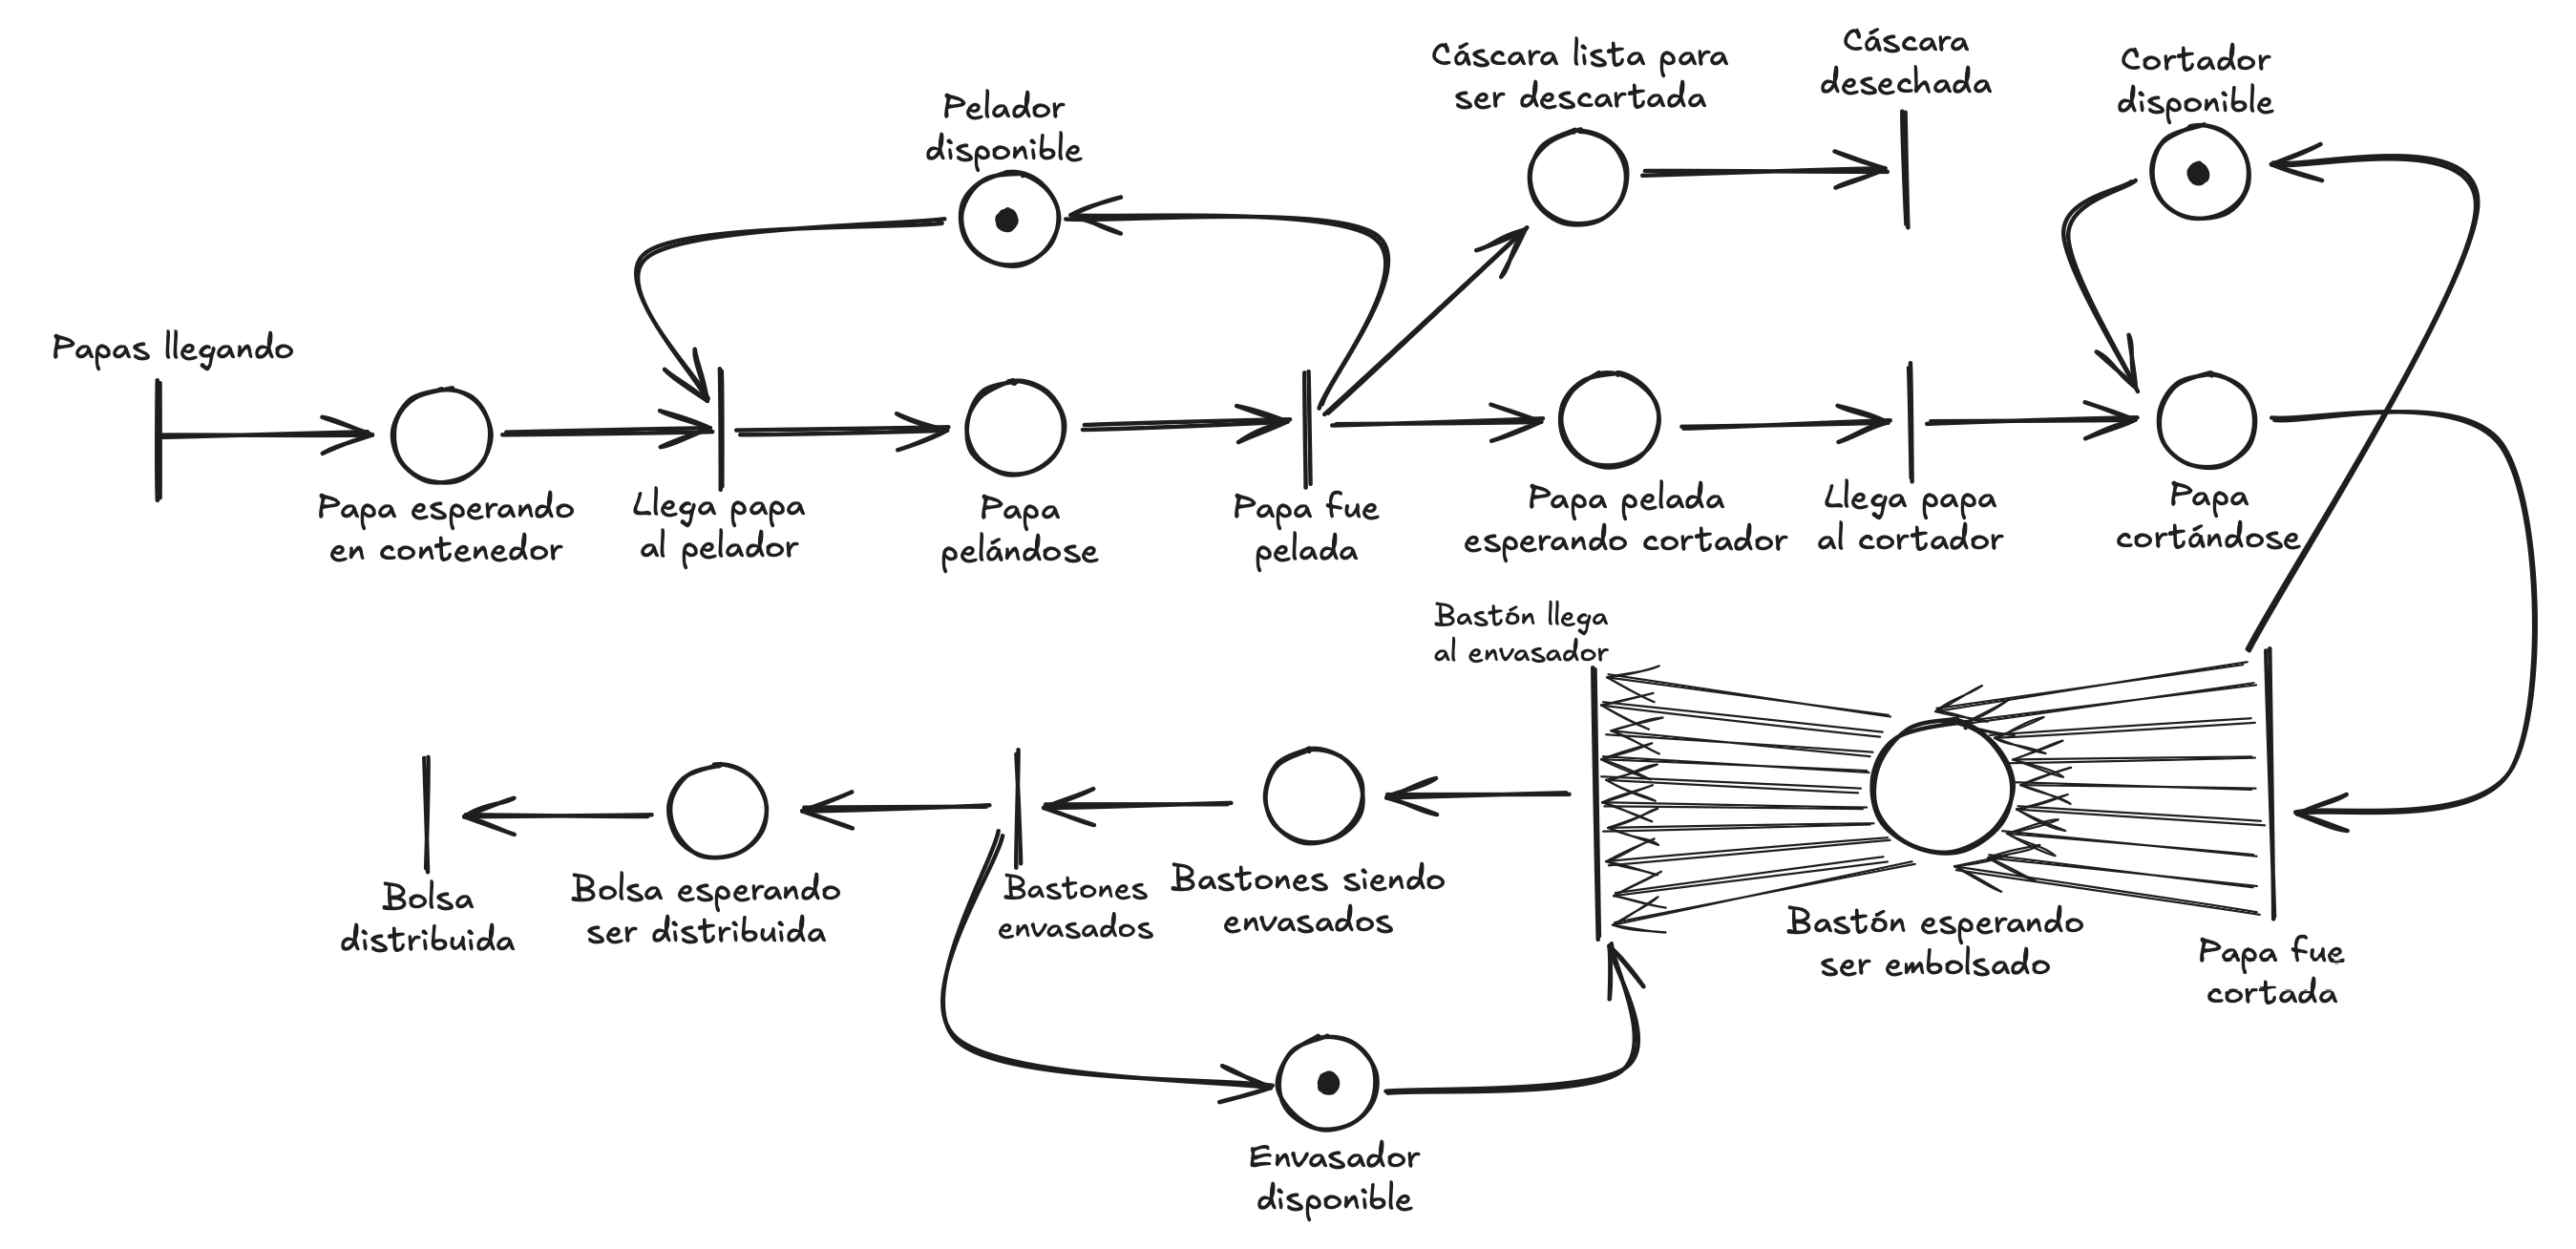 Cáscara lista para
ser descartada
Cáscara
desechada
Cortador
disponible
Pelador
disponible
Papas llegando
Papa esperando
en contenedor
Llega papa
al pelador
Papa
pelándose
Papa fue
pelada
Papa pelada
esperando cortador
Llega papa
al cortador
Papa
cortándose
Bastón llega
al envasador
Bolsa
distribuida
Bolsa esperando
ser distribuida
Bastones
envasados
Bastones siendo
envasados
Bastón esperando
ser embolsado
Papa fue
cortada
Envasador
disponible